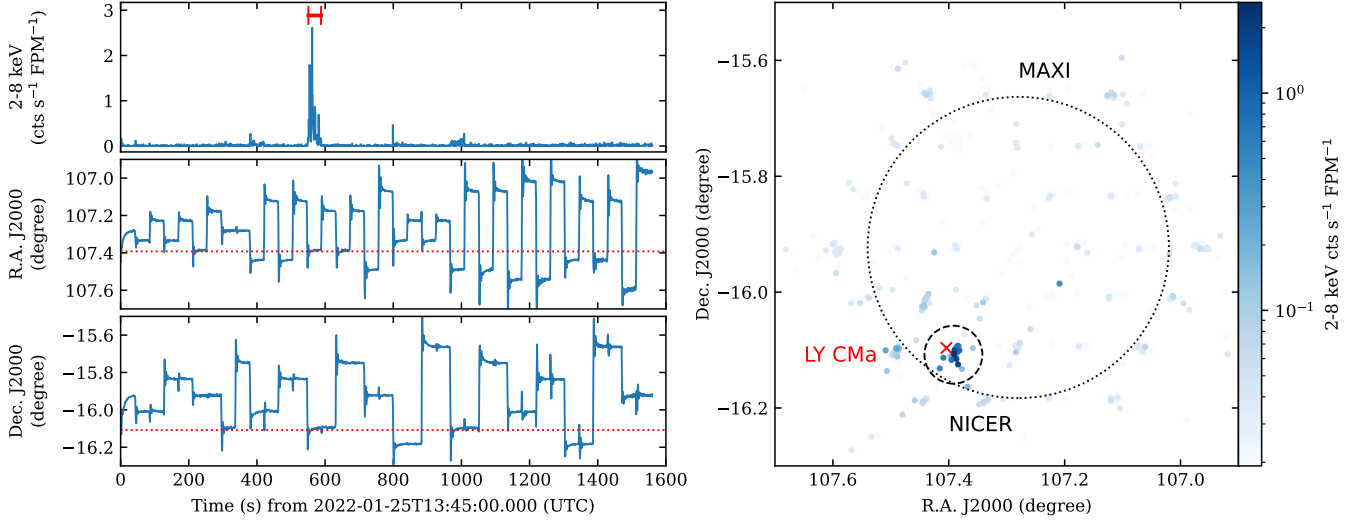 3
2
1
0
2-8 keV
(cts s⁻¹ FPM⁻¹)
107.0
107.2
107.4
107.6
R.A. J2000
(degree)
−15.6
−15.8
−16.0
−16.2
Dec. J2000
(degree)
0
200
400
600
800
1000
1200
1400
1600
Time (s) from 2022-01-25T13:45:00.000 (UTC)
−15.6
−15.8
−16.0
−16.2
Dec. J2000 (degree)
MAXI
LY CMa
NICER
107.6
107.4
107.2
107.0
R.A. J2000 (degree)
10⁰
10⁻¹
2-8 keV cts s⁻¹ FPM⁻¹